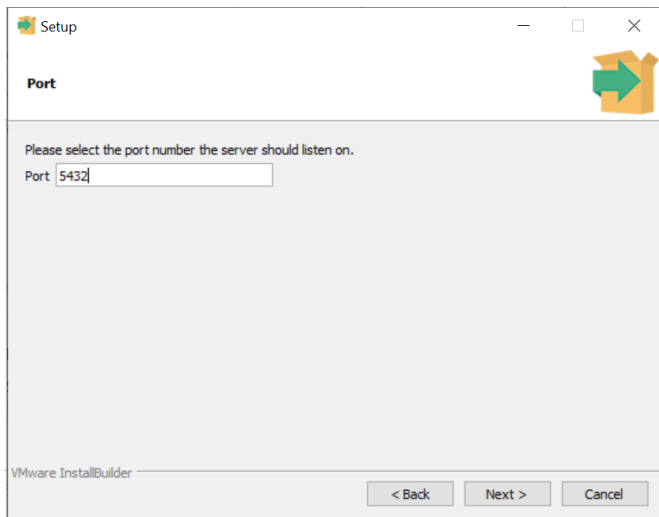 Setup
Port
Please select the port number the server should listen on.
Port 5432
VMware InstallBuilder
< Back Next > Cancel